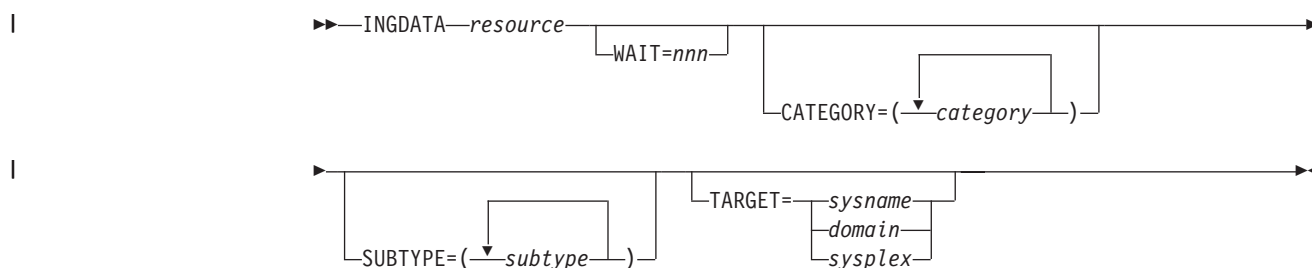 INGDATA resource
WAIT=nnn
CATEGORY=( category )
SUBTYPE=( subtype )
TARGET= sysname
domain
sysplex